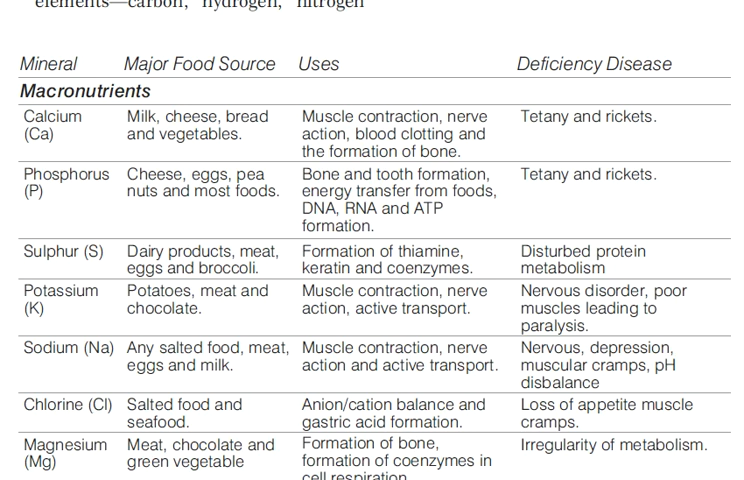 elements—carbon, hydrogen, nitrogen
Mineral Major Food Source Uses Deficiency Disease
Macronutrients
Calcium Milk, cheese, bread Muscle contraction, nerve Tetany and rickets.
(Ca) and vegetables. action, blood clotting and
the formation of bone.
Phosphorus Cheese, eggs, pea Bone and tooth formation, Tetany and rickets.
(P) nuts and most foods. energy transfer from foods,
DNA, RNA and ATP
formation.
Sulphur (S) Dairy products, meat, Formation of thiamine, Disturbed protein
eggs and broccoli. keratin and coenzymes. metabolism
Potassium Potatoes, meat and Muscle contraction, nerve Nervous disorder, poor
(K) chocolate. action, active transport. muscles leading to
paralysis.
Sodium (Na) Any salted food, meat, Muscle contraction, nerve Nervous, depression,
eggs and milk. action and active transport. muscular cramps, pH
disbalance
Chlorine (Cl) Salted food and Anion/cation balance and Loss of appetite muscle
seafood. gastric acid formation. cramps.
Magnesium Meat, chocolate and Formation of bone, Irregularity of metabolism.
(Mg) green vegetable formation of coenzymes in
cell respiration